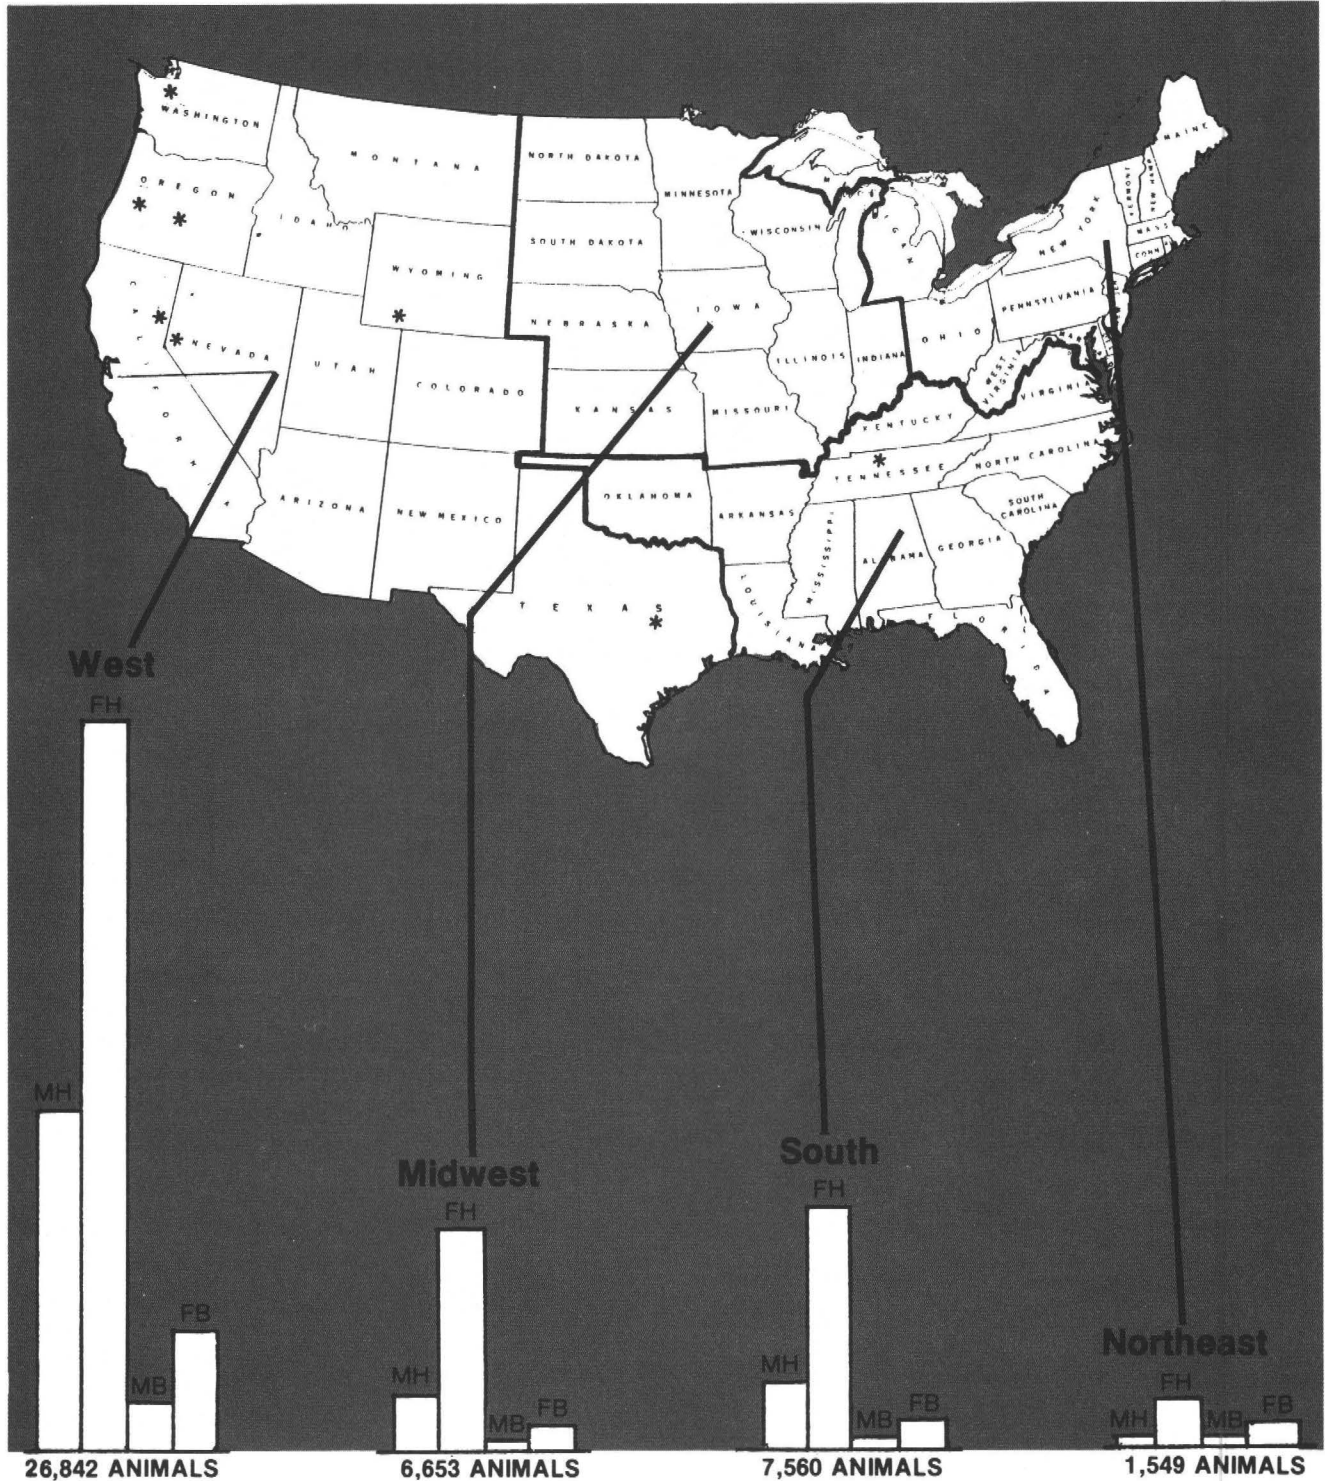 WASHINGTON
MONTANA
NORTH DAKOTA
MINNESOTA
MAINE
VERMONT
OREGON
IDAHO
SOUTH DAKOTA
WISCONSIN
NEW YORK
MASS
CONN
WYOMING
NEBRASKA
IOWA
PENNSYLVANIA
OHIO
NEVADA
UTAH
COLORADO
ILLINOIS
INDIANA
WEST VIRGINIA
VIRGINIA
CALIFORNIA
KANSAS
MISSOURI
KENTUCKY
NORTH CAROLINA
TENNESSEE
ARIZONA
NEW MEXICO
OKLAHOMA
ARKANSAS
SOUTH
CAROLINA
MISSISSIPPI
ALABAMA
GEORGIA
TEXAS
LOUISIANA
FLORIDA
West
FH
MH
MB
FB
26,842 ANIMALS
Midwest
FH
MH
MB
FB
6,653 ANIMALS
South
FH
MH
MB
FB
7,560 ANIMALS
Northeast
FH
MH
MB
FB
1,549 ANIMALS